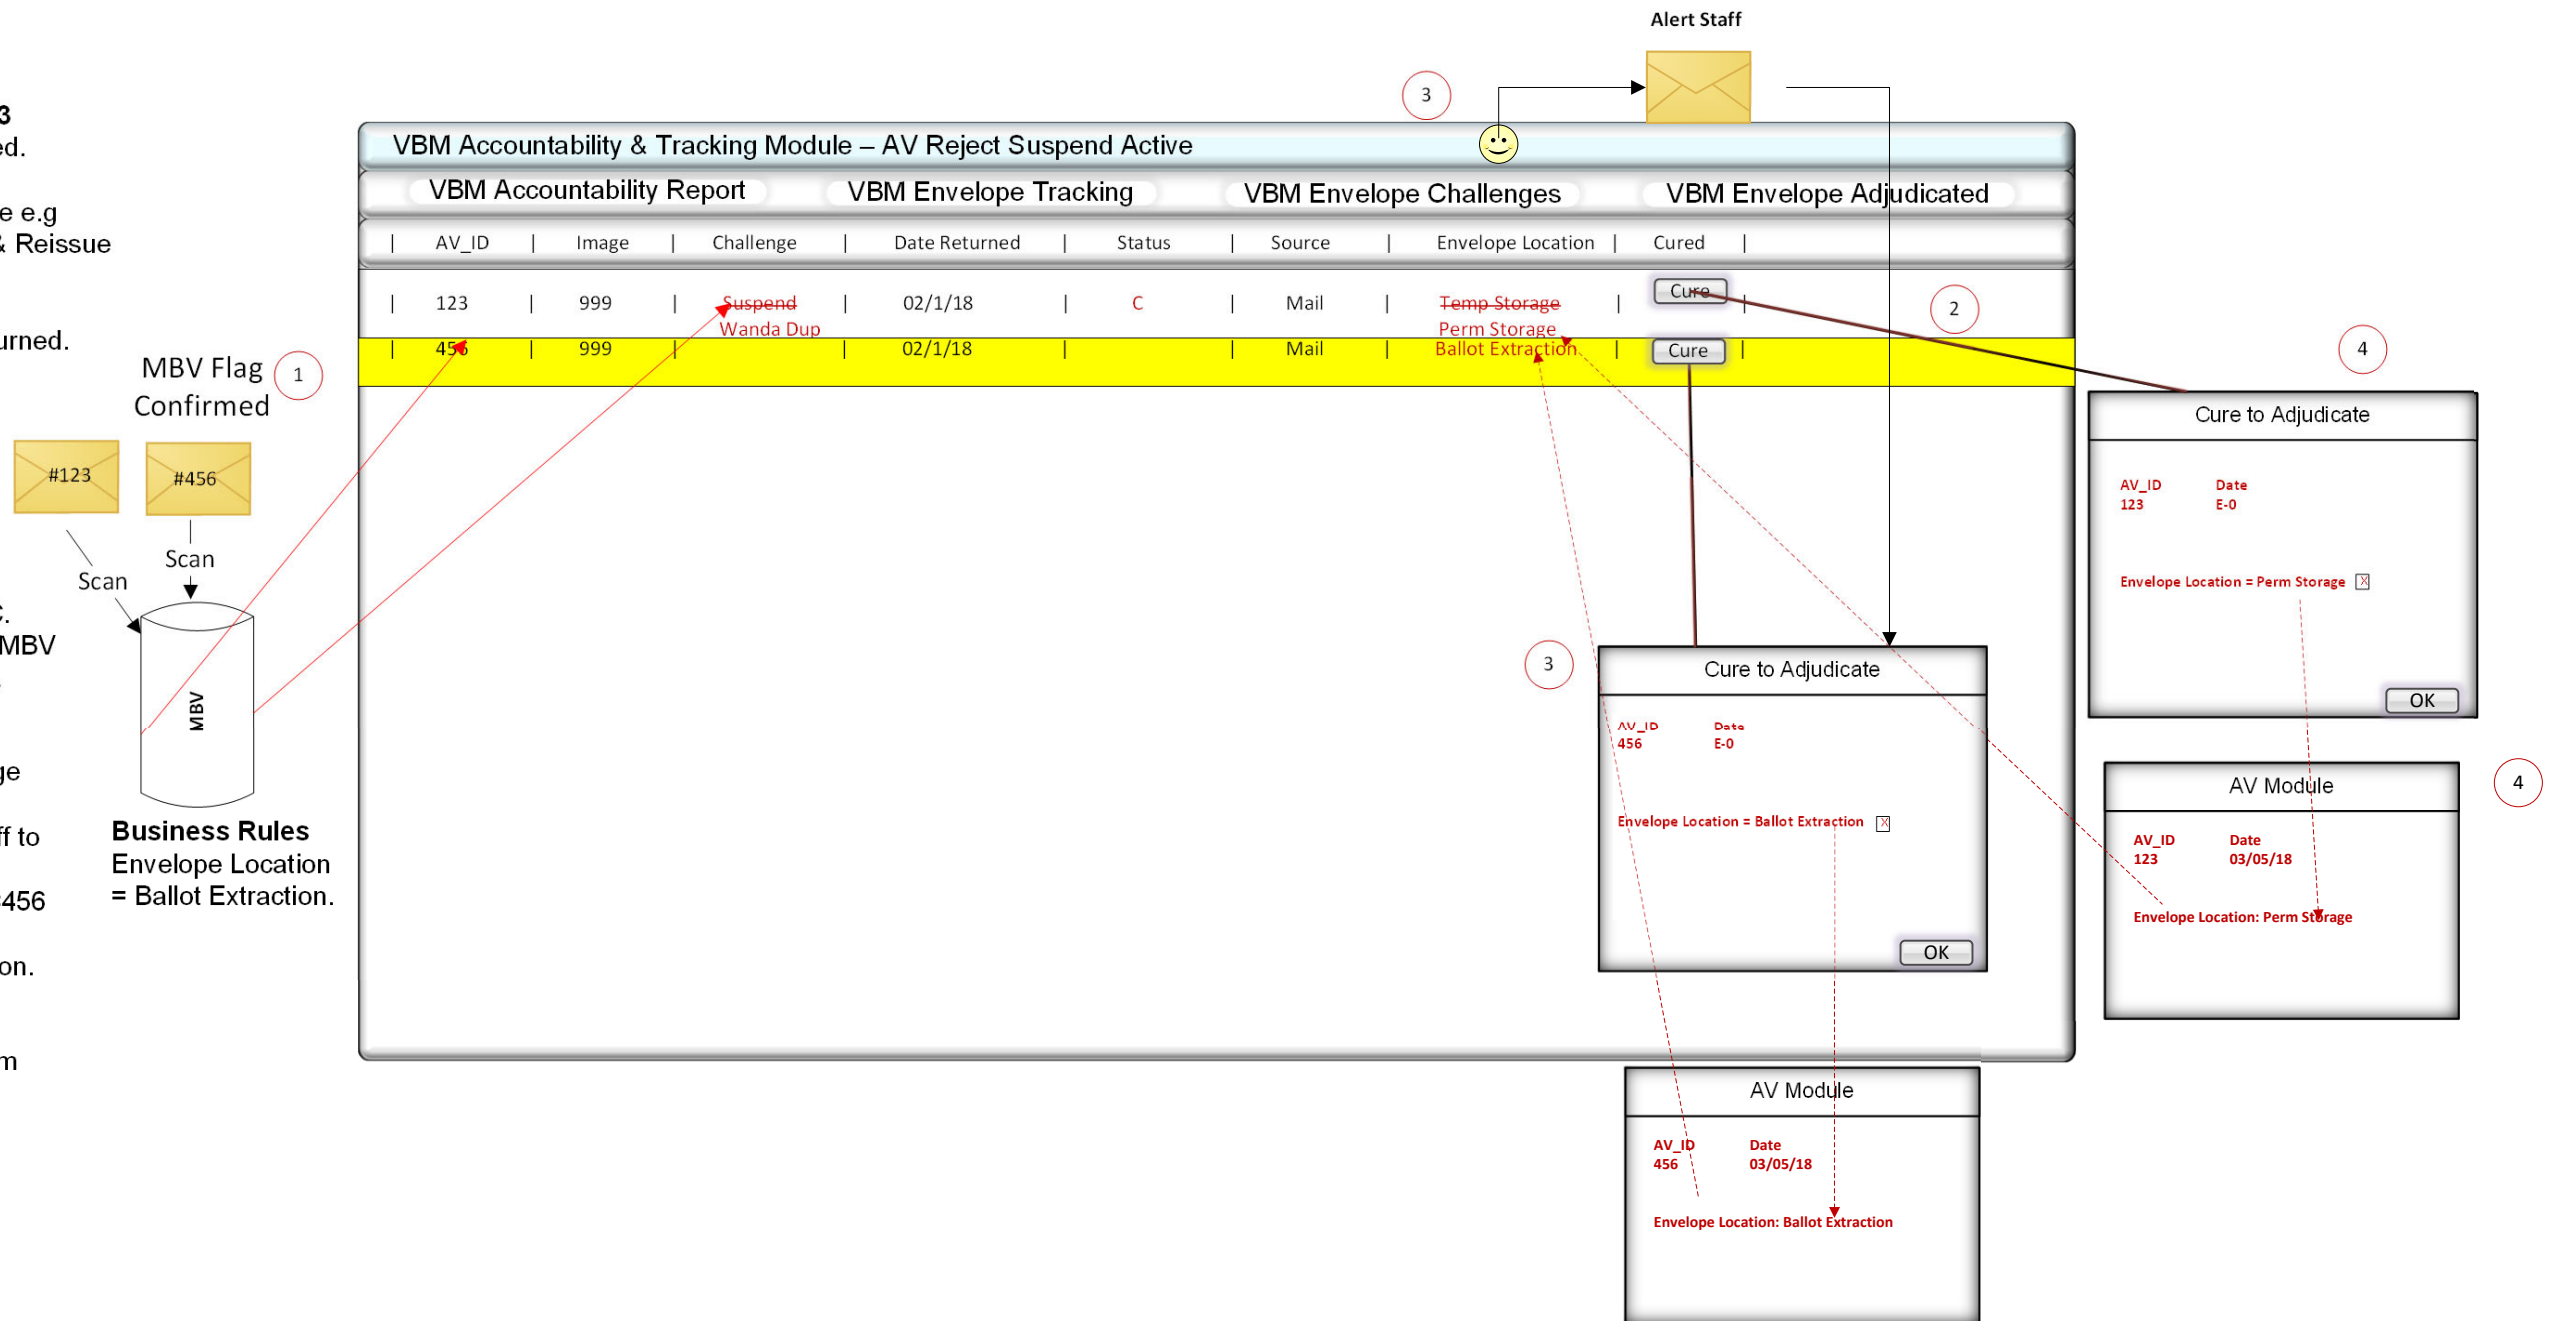 Alert Staff
3
3
ed.
VBM Accountability & Tracking Module – AV Reject Suspend Active
VBM Accountability Report VBM Envelope Tracking VBM Envelope Challenges VBM Envelope Adjudicated
e e.g
& Reissue
| AV_ID | Image | Challenge | Date Returned | Status | Source | Envelope Location | Cured |
| 123 | 999 | Suspend | 02/1/18 | C | Mail | Temp Storage | Cure |
Wanda Dup Perm Storage
2
| 456 | 999 | | 02/1/18 | | Mail | Ballot Extraction | Cure |
urned.
MBV Flag
Confirmed
1
4
#123
#456
Scan
Scan
MBV
Business Rules
Envelope Location
= Ballot Extraction.
C.
MBV
ge
ff to
456
on.
m
3
Cure to Adjudicate
AV_ID Date
456 E-0
Envelope Location = Ballot Extraction X
OK
AV Module
AV_ID Date
456 03/05/18
Envelope Location: Ballot Extraction
Cure to Adjudicate
AV_ID Date
123 E-0
Envelope Location = Perm Storage X
OK
4
AV Module
AV_ID Date
123 03/05/18
Envelope Location: Perm Storage